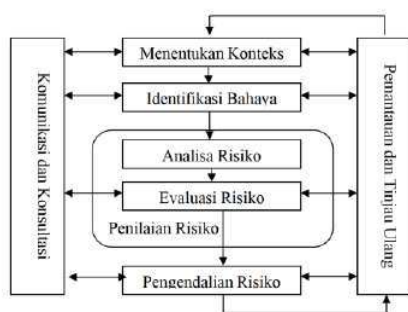 Menentukan Konteks
Identifikasi Bahaya
Analisa Risiko
Evaluasi Risiko
Penilaian Risiko
Pengendalian Risiko
Komunikasi dan Konsultasi
Pemantauan dan Tinjau Ulang